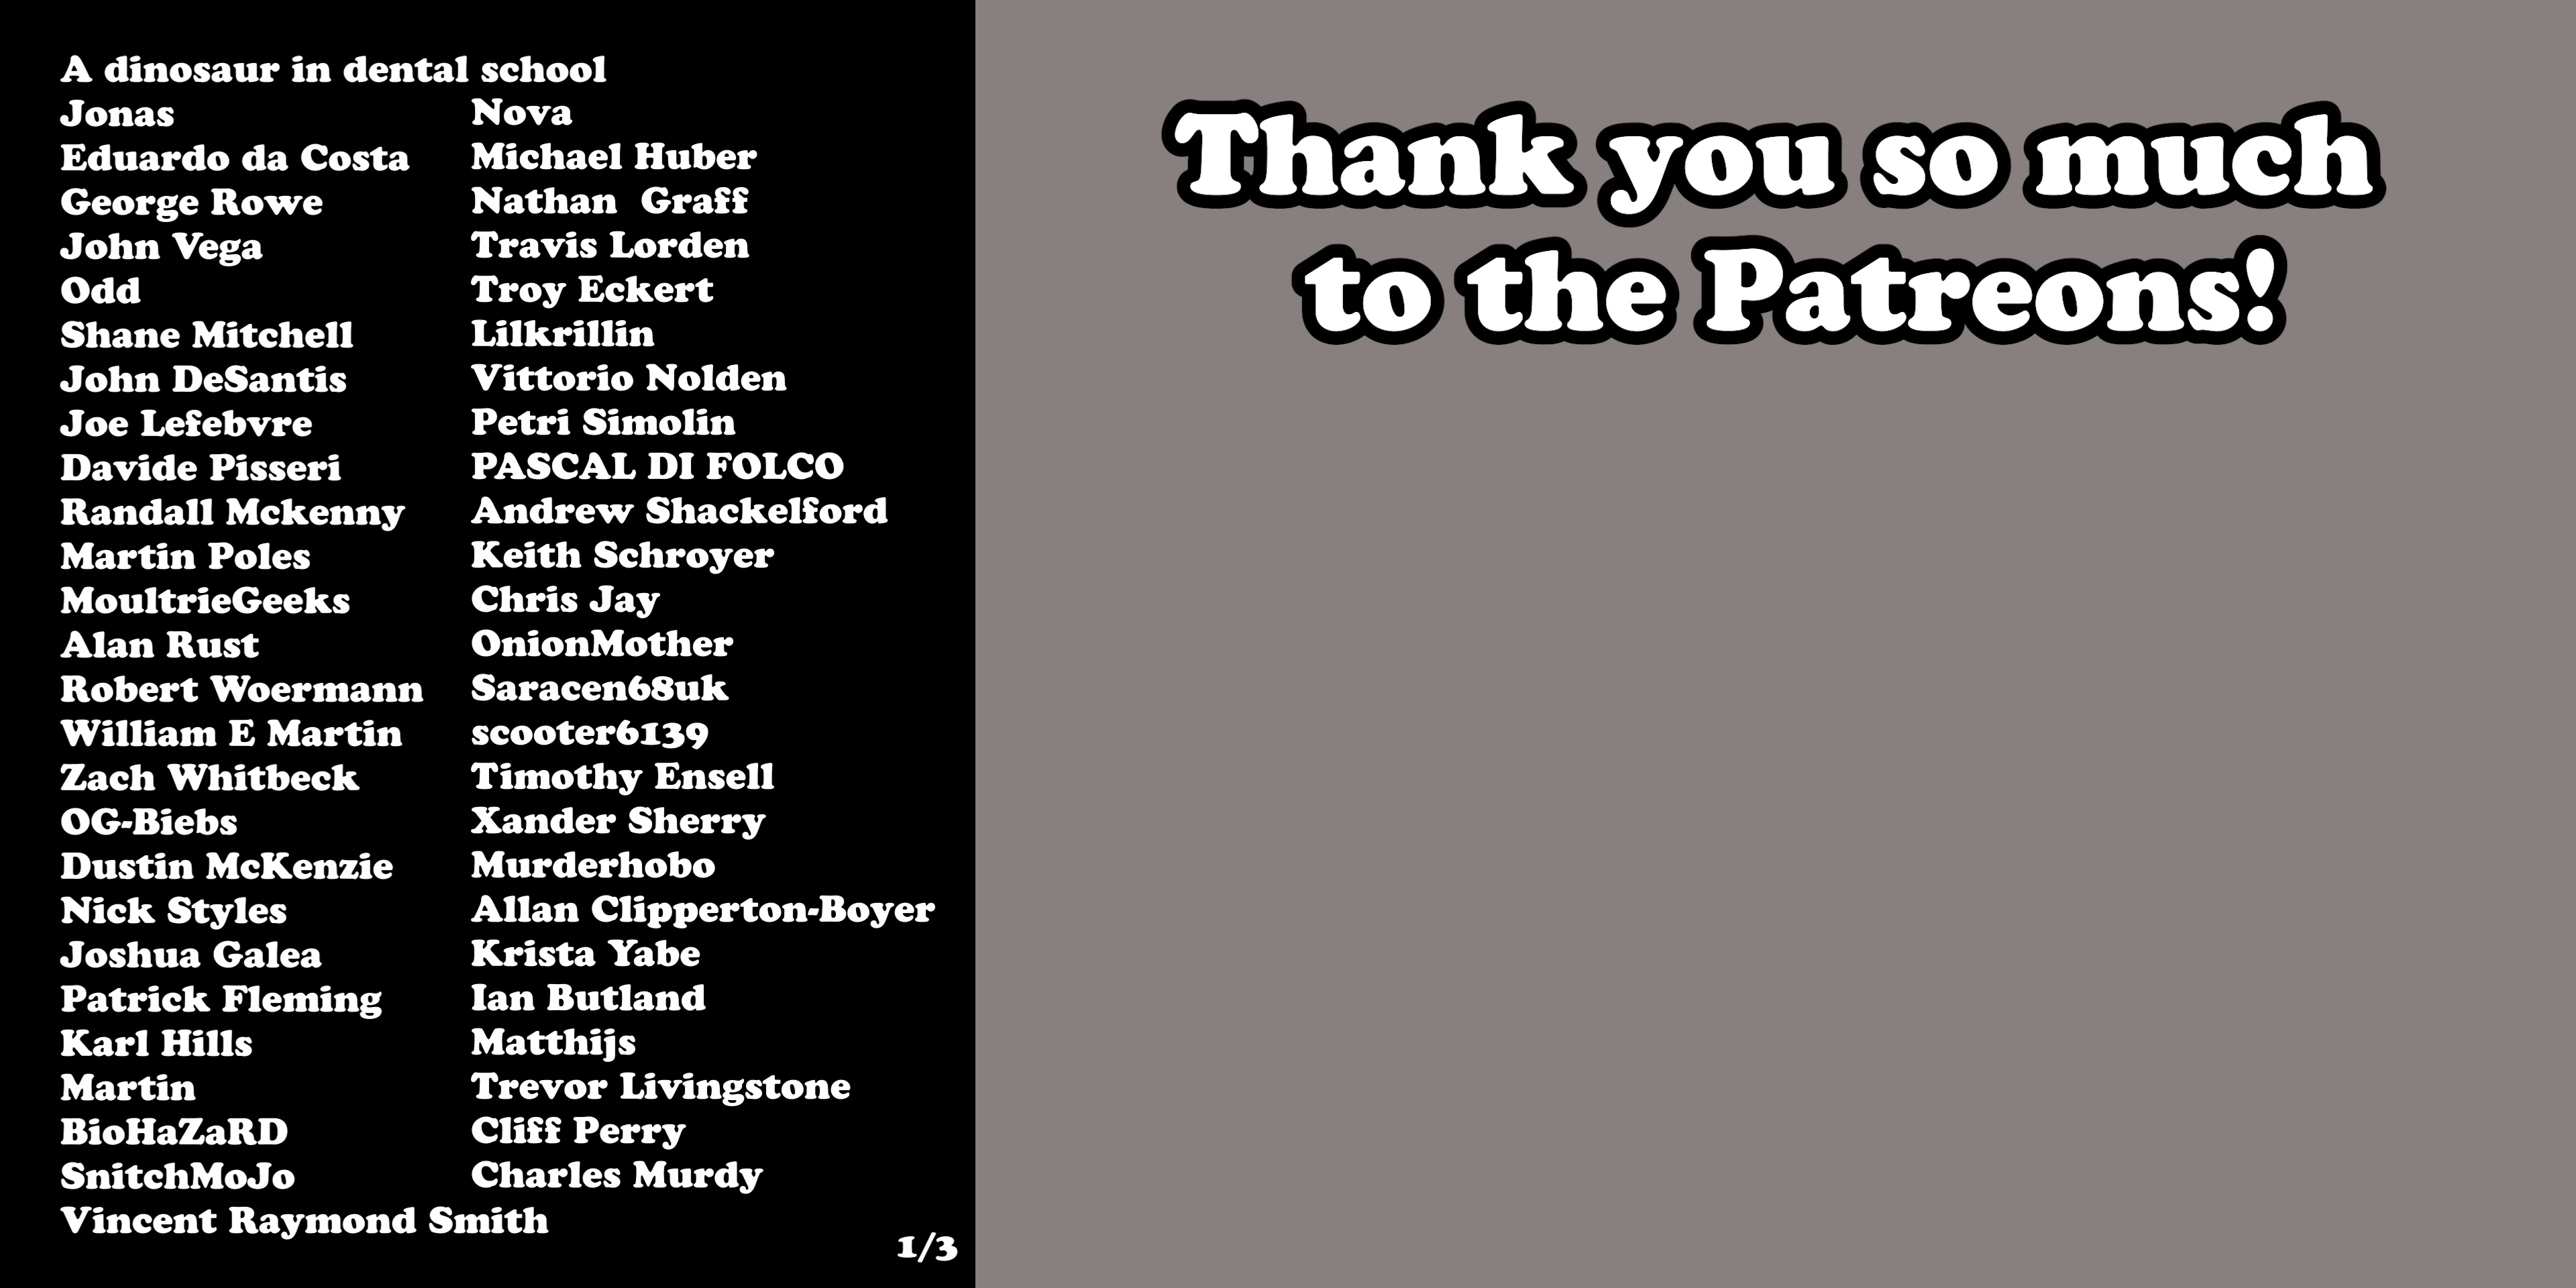 A dinosaur in dental school
Jonas
Eduardo da Costa
George Rowe
John Vega
Odd
Shane Mitchell
John DeSantis
Joe Lefebvre
Davide Pisseri
Randall Mckenny
Martin Poles
MoultrieGeeks
Alan Rust
Robert Woermann
William E Martin
Zach Whitbeck
OG-Biebs
Dustin McKenzie
Nick Styles
Joshua Galea
Patrick Fleming
Karl Hills
Martin
BioHaZaRD
SnitchMoJo
Vincent Raymond Smith
Nova
Michael Huber
Nathan  Graff
Travis Lorden
Troy Eckert
Lilkrillin
Vittorio Nolden
Petri Simolin
PASCAL DI FOLCO
Andrew Shackelford
Keith Schroyer
Chris Jay
OnionMother
Saracen68uk
scooter6139
Timothy Ensell
Xander Sherry
Murderhobo
Allan Clipperton-Boyer
Krista Yabe
Ian Butland
Matthijs
Trevor Livingstone
Cliff Perry
Charles Murdy
1/3
Thank you so much
to the Patreons!